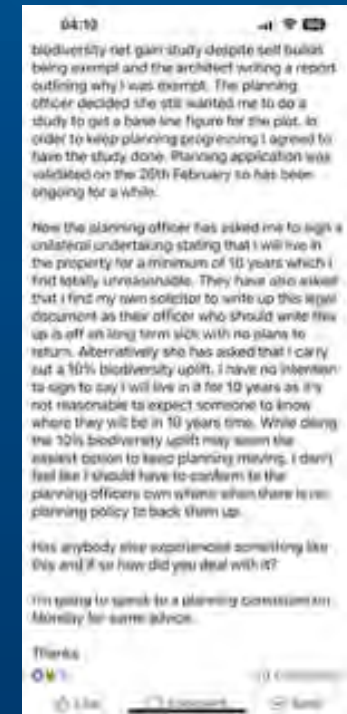 04:10
biodiversity net gain study despite self builds
being exempt and the architect writing a report
outlining why I was exempt. The planning
officer decided she still wanted me to do a
study to get a base line figure for the plot. In
order to keep planning progressing I agreed to
have the study done. Planning application was
validated on the 26th February so has been
ongoing for a while.
Now the planning officer has asked me to sign a
unilateral undertaking stating that I will live in
the property for a minimum of 10 years which I
find totally unreasonable. They have also asked
that I find my own solicitor to write up this legal
document as their officer who should write this
up is off on long term sick with no plans to
return. Alternatively she has asked that I carry
out a 10% biodiversity uplift. I have no intention
to sign to say I will live in it for 10 years as it's
not reasonable to expect someone to know
where they will be in 10 years time. While doing
the 10% biodiversity uplift may seem the
easiest option to keep planning moving, I don't
feel like I should have to conform to the
planning officers own when there is no
planning policy to back them up.
Has anybody else experienced something like
this and if so how did you deal with it?
I'm going to speak to a planning consultant on
Monday for some advice.
Thanks
Like Comment Send